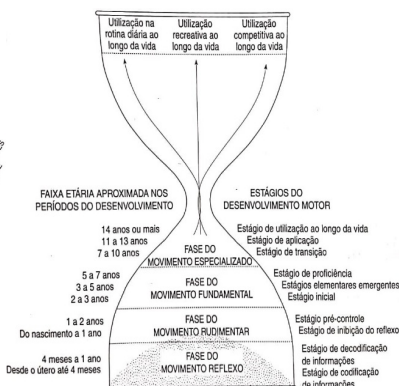 Utilização na
rotina diária ao
longo da vida
Utilização
recreativa ao
longo da vida
Utilização
competitiva ao
longo da vida
FAIXA ETÁRIA APROXIMADA NOS
PERÍODOS DO DESENVOLVIMENTO
ESTÁGIOS DO
DESENVOLVIMENTO MOTOR
14 anos ou mais
11 a 13 anos
7 a 10 anos
FASE DO
MOVIMENTO ESPECIALIZADO
Estágio de utilização ao longo da vida
Estágio de aplicação
Estágio de transição
5 a 7 anos
3 a 5 anos
2 a 3 anos
FASE DO
MOVIMENTO FUNDAMENTAL
Estágio de proficiência
Estágios elementares emergentes
Estágio inicial
1 a 2 anos
Do nascimento a 1 ano
FASE DO
MOVIMENTO RUDIMENTAR
Estágio pré-controle
Estágio de inibição do reflexo
4 meses a 1 ano
Desde o útero até 4 meses
FASE DO
MOVIMENTO REFLEXO
Estágio de decodificação
de informações
Estágio de codificação
de informações